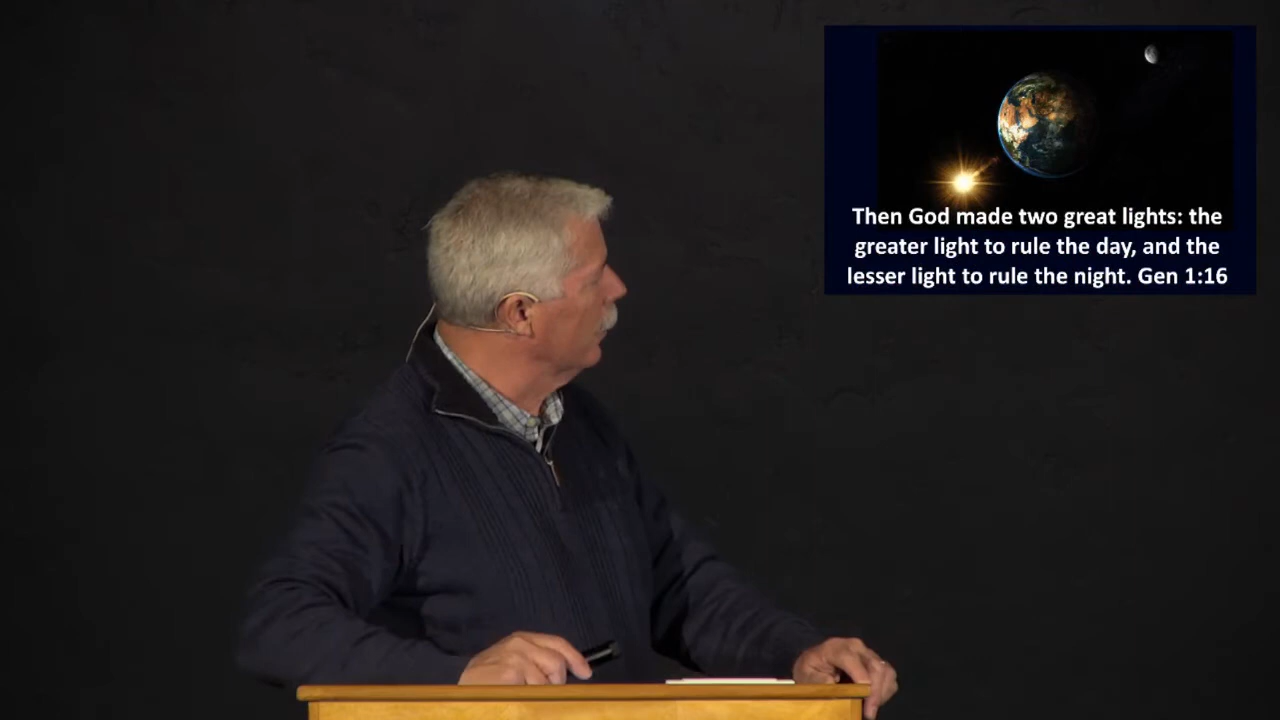 Then God made two great lights: the
greater light to rule the day, and the
lesser light to rule the night. Gen 1:16